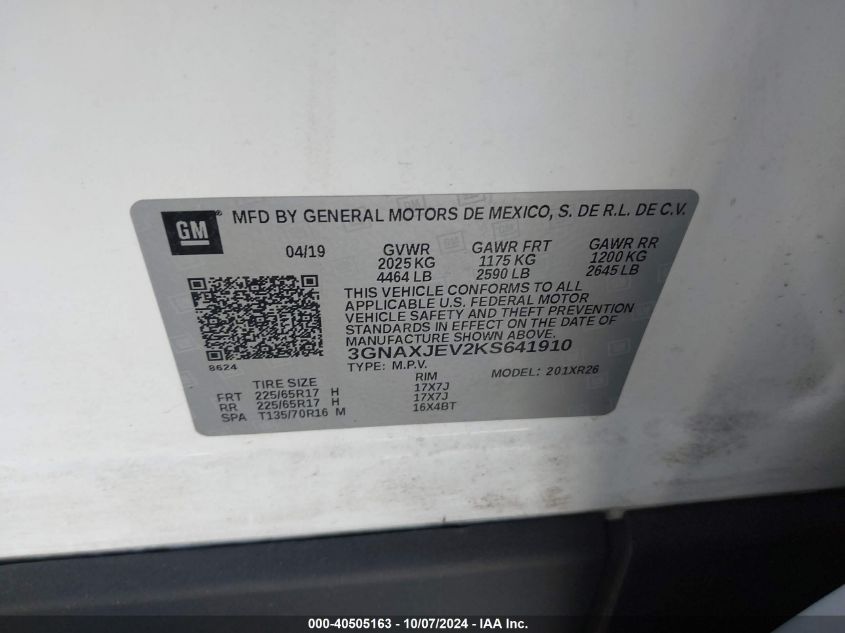 GM ® MFD BY GENERAL MOTORS DE MEXICO, S. DE R.L. DE C.V.
04/19 GVWR GAWR FRT GAWR RR
2025 KG 1175 KG 1200 KG
4464 LB 2590 LB 2645 LB
THIS VEHICLE CONFORMS TO ALL
APPLICABLE U.S. FEDERAL MOTOR
VEHICLE SAFETY AND THEFT PREVENTION
STANDARDS IN EFFECT ON THE DATE OF
MANUFACTURE SHOWN ABOVE.
3GNAXJEV2KS641910
8624 TYPE: M.P.V. MODEL: 201XR26
TIRE SIZE RIM
FRT 225/65R17 H 17X7J
RR 225/65R17 H 17X7J
SPA T135/70R16 M 16X4BT
000-40505163 - 10/07/2024 - IAA Inc.